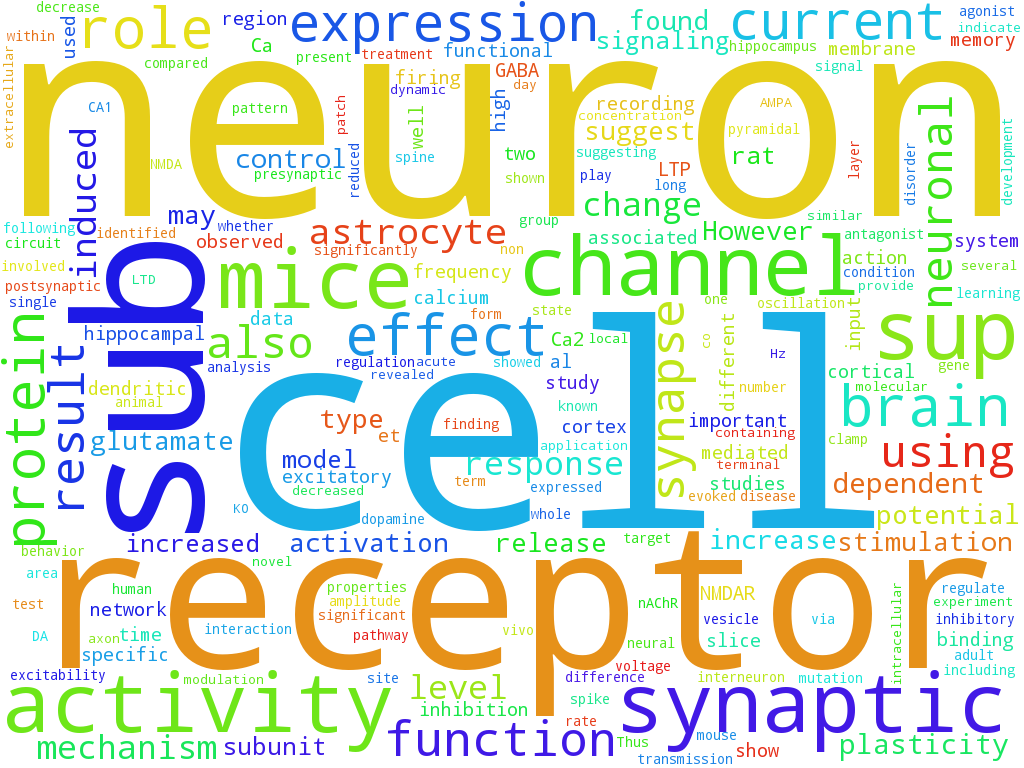 decrease
within
used
role
region
Ca
expression
present
treatment
functional
found
signaling
current
hippocampus
membrane
signal
agonist
indicate
memory
compared
extracellular
neuron
CA1
pattern
firing
dynamic
patch
GABA
day
high
recording
concentration
AMPA
suggest
pyramidal
NMDA
control
presynaptic
reduced
well
spine
two
shown
suggesting
play
LTP
long
rat
layer
disorder
neuronal
development
induced
may
whether
following
circuit
identified
observed
astrocyte
significantly
group
non
change
associated
However
similar
antagonist
action
condition
provide
system
several
learning
involved
postsynaptic
single
LTD
sup
mice
frequency
calcium
form
channel
state
one
oscillation
input
sup
gene
protein
result
hippocampal
data
also
analysis
effect
regulation
acute
revealed
showed
Ca2
local
al
synapse
co
different
Hz
cortical
molecular
number
dendritic
animal
type
et
finding
study
known
cortex
application
important
containing
mediated
terminal
clamp
brain
using
glutamate
model
excitatory
decreased
cell
response
term
expressed
studies
evoked
disease
dependent
KO
dopamine
whole
potential
increased
activation
release
target
increase
stimulation
behavior
area
human
test
network
DA
axon
time
specific
novel
receptor
properties
amplitude
significant
interaction
pathway
vivo
nAChR
NMDAR
vesicle
slice
neural
via
intracellular
regulate
experiment
inhibitory
binding
adult
including
excitability
modulation
site
voltage
difference
interneuron
mutation
activity
level
inhibition
spike
rate
synaptic
mechanism
subunit
function
Thus
mouse
transmission
show
plasticity